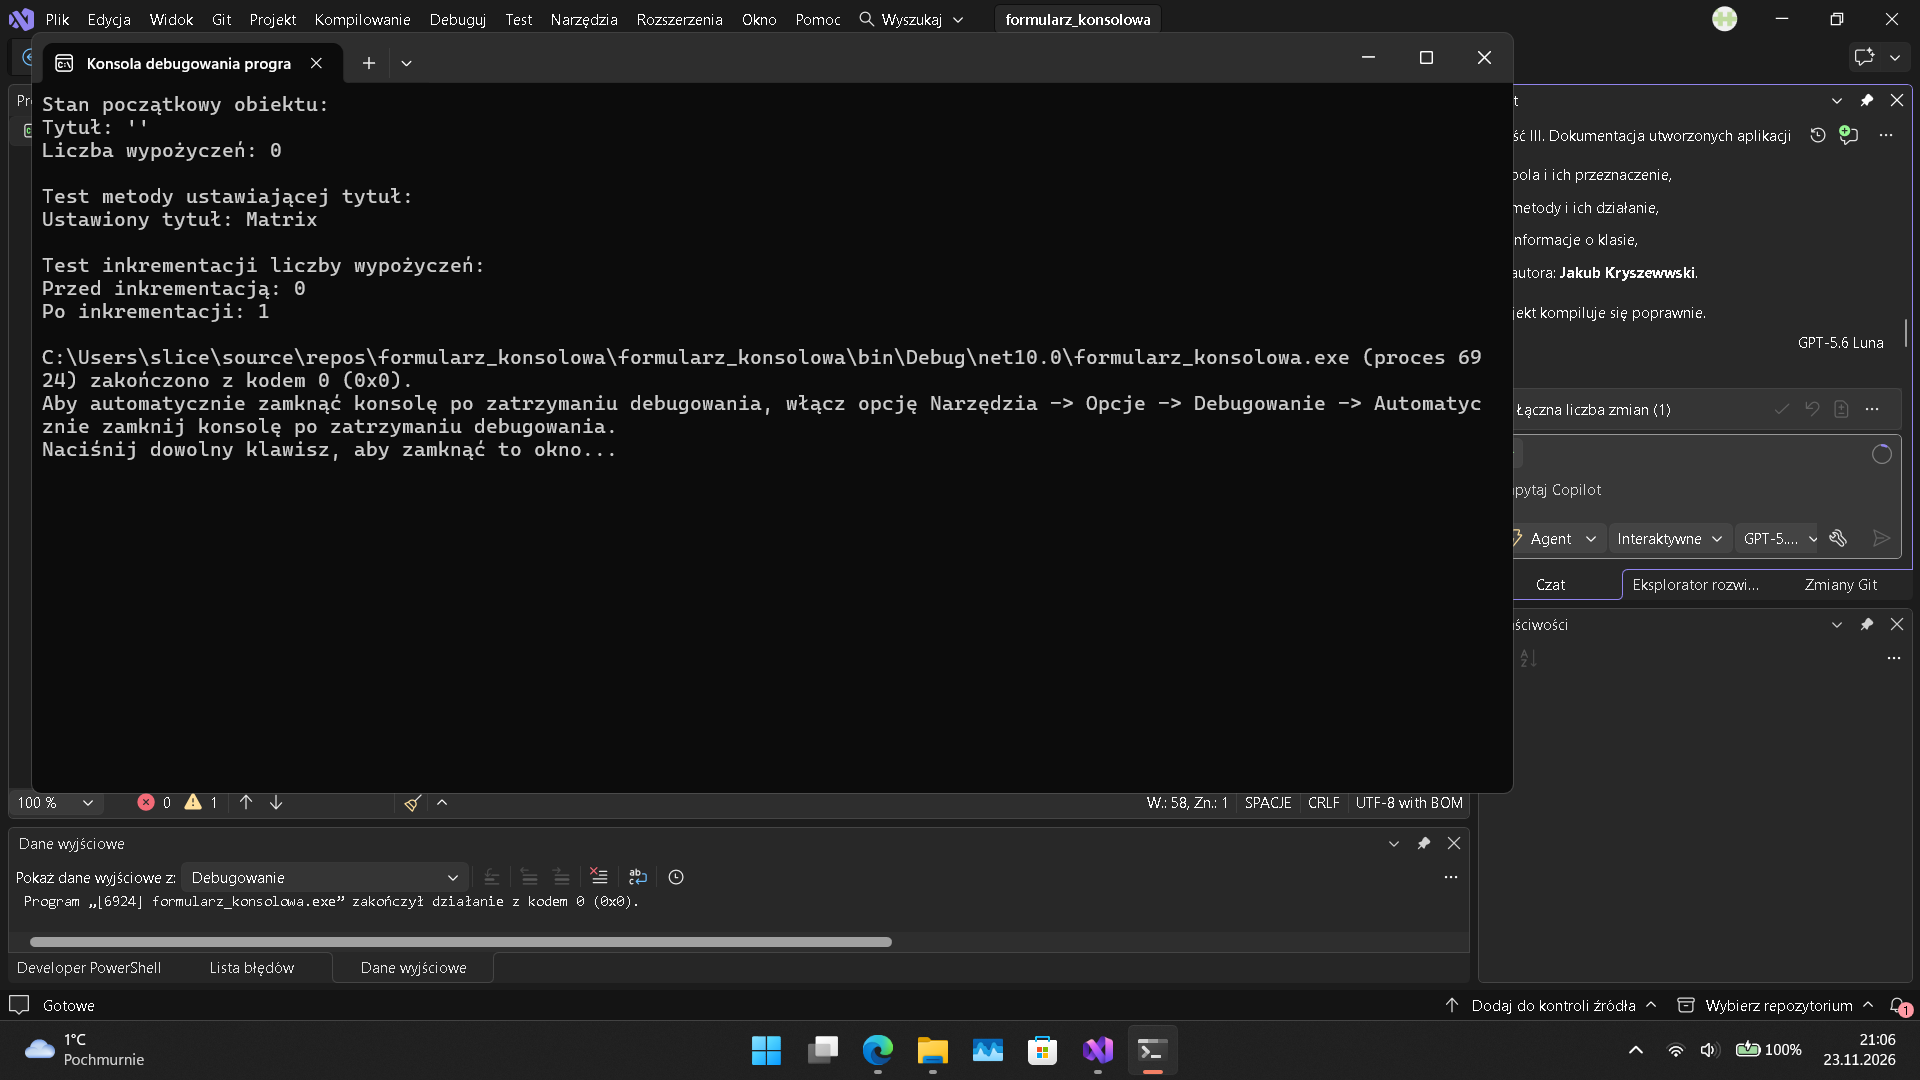 Plik Edycja Widok Git Projekt Kompilowanie Debuguj Test Narzędzia Rozszerzenia Okno Pomoc Wyszukaj formularz_konsolowa
Konsola debugowania progra
Stan początkowy obiektu:
Tytuł: ''
Liczba wypożyczeń: 0
Test metody ustawiającej tytuł:
Ustawiony tytuł: Matrix
Test inkrementacji liczby wypożyczeń:
Przed inkrementacją: 0
Po inkrementacji: 1
C:\Users\slice\source\repos\formularz_konsolowa\formularz_konsolowa\bin\Debug\net10.0\formularz_konsolowa.exe (proces 69
24) zakończono z kodem 0 (0x0).
Aby automatycznie zamknąć konsolę po zatrzymaniu debugowania, włącz opcję Narzędzia -> Opcje -> Debugowanie -> Automatyc
znie zamknij konsolę po zatrzymaniu debugowania.
Naciśnij dowolny klawisz, aby zamknąć to okno...
Pr
t
ść III. Dokumentacja utworzonych aplikacji
pola i ich przeznaczenie,
metody i ich działanie,
nformacje o klasie,
autora: Jakub Kryszewwski.
jekt kompiluje się poprawnie.
GPT-5.6 Luna
Łączna liczba zmian (1)
pytaj Copilot
Agent Interaktywne GPT-5....
Czat Eksplorator rozwi... Zmiany Git
ściwości
100 % 0 1 W.: 58, Zn.: 1 SPACJE CRLF UTF-8 with BOM
Dane wyjściowe
Pokaż dane wyjściowe z: Debugowanie
Program „[6924] formularz_konsolowa.exe” zakończył działanie z kodem 0 (0x0).
Developer PowerShell Lista błędów Dane wyjściowe
Gotowe Dodaj do kontroli źródła Wybierz repozytorium 1
1°C
Pochmurnie
100%
21:06
23.11.2026